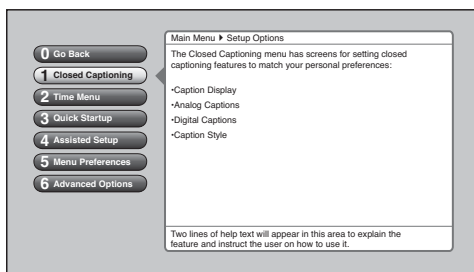 0 Go Back
1 Closed Captioning
2 Time Menu
3 Quick Startup
4 Assisted Setup
5 Menu Preferences
6 Advanced Options
Main Menu ▶ Setup Options
The Closed Captioning menu has screens for setting closed
captioning features to match your personal preferences:
•Caption Display
•Analog Captions
•Digital Captions
•Caption Style
Two lines of help text will appear in this area to explain the
feature and instruct the user on how to use it.